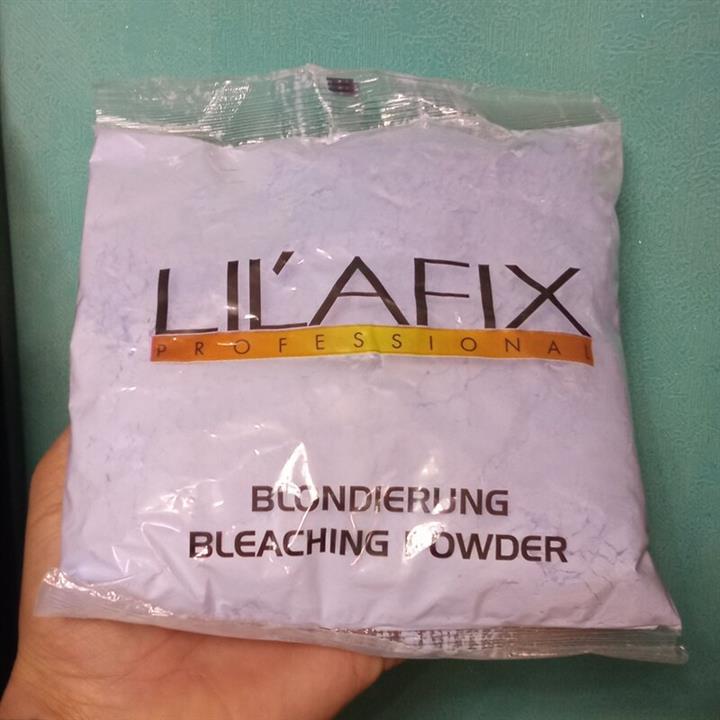 LIL'AFIX
PROFESSIONAL
BLONDIERUNG
BLEACHING POWDER